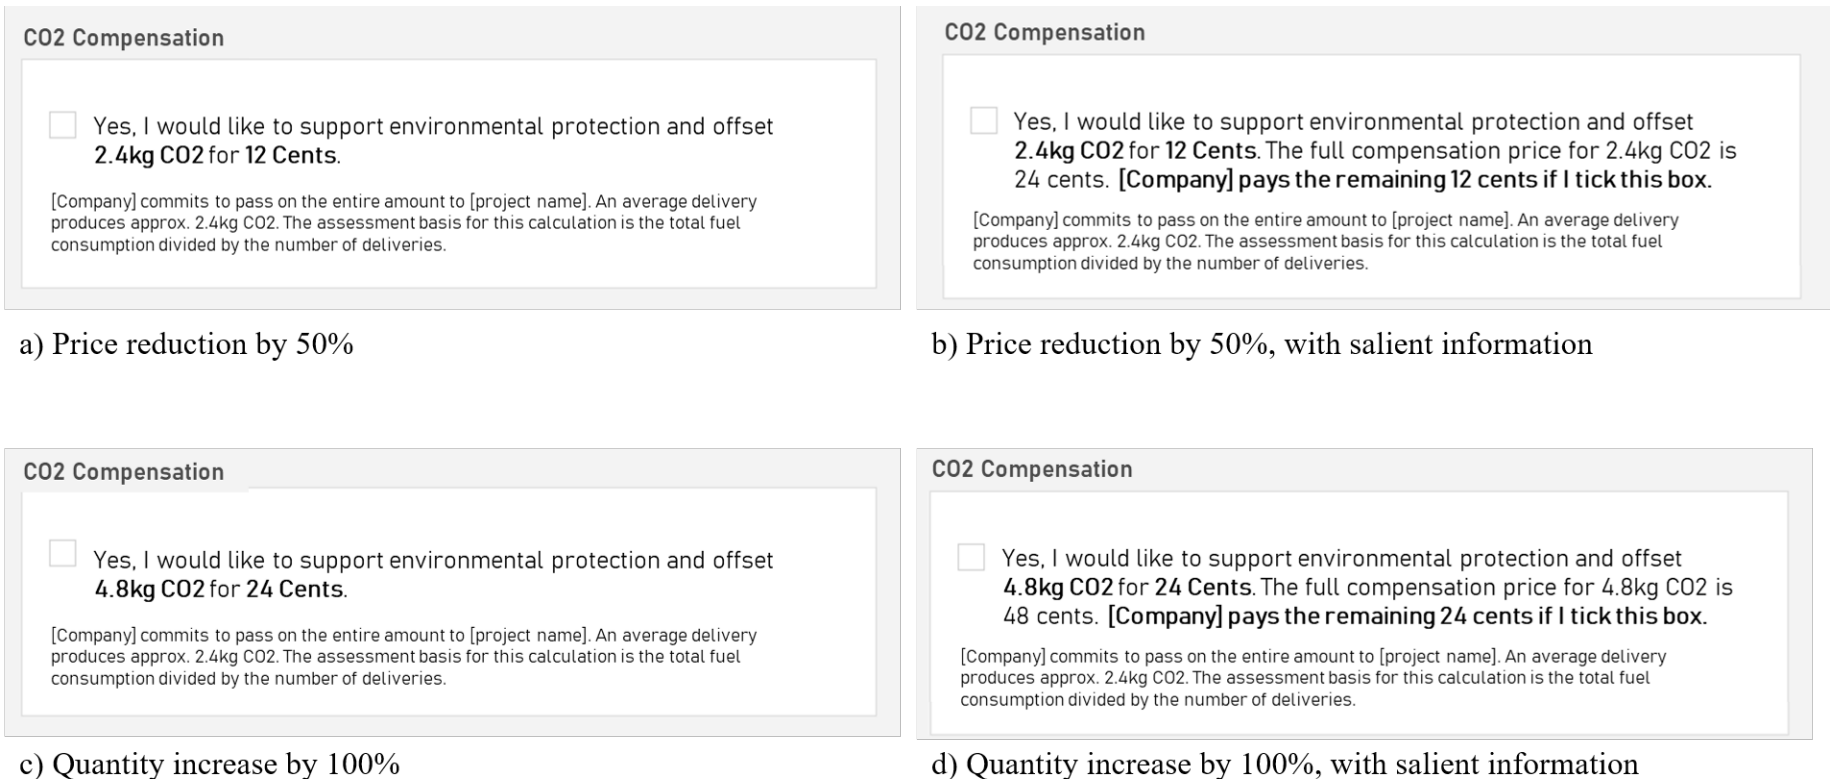 CO2 Compensation
Yes, I would like to support environmental protection and offset
2.4kg CO2 for 12 Cents.
[Company] commits to pass on the entire amount to [project name]. An average delivery
produces approx. 2.4kg CO2. The assessment basis for this calculation is the total fuel
consumption divided by the number of deliveries.
a) Price reduction by 50%
CO2 Compensation
Yes, I would like to support environmental protection and offset
2.4kg CO2 for 12 Cents. The full compensation price for 2.4kg CO2 is
24 cents. [Company] pays the remaining 12 cents if I tick this box.
[Company] commits to pass on the entire amount to [project name]. An average delivery
produces approx. 2.4kg CO2. The assessment basis for this calculation is the total fuel
consumption divided by the number of deliveries.
b) Price reduction by 50%, with salient information
CO2 Compensation
Yes, I would like to support environmental protection and offset
4.8kg CO2 for 24 Cents.
[Company] commits to pass on the entire amount to [project name]. An average delivery
produces approx. 2.4kg CO2. The assessment basis for this calculation is the total fuel
consumption divided by the number of deliveries.
c) Quantity increase by 100%
CO2 Compensation
Yes, I would like to support environmental protection and offset
4.8kg CO2 for 24 Cents. The full compensation price for 4.8kg CO2 is
48 cents. [Company] pays the remaining 24 cents if I tick this box.
[Company] commits to pass on the entire amount to [project name]. An average delivery
produces approx. 2.4kg CO2. The assessment basis for this calculation is the total fuel
consumption divided by the number of deliveries.
d) Quantity increase by 100%, with salient information